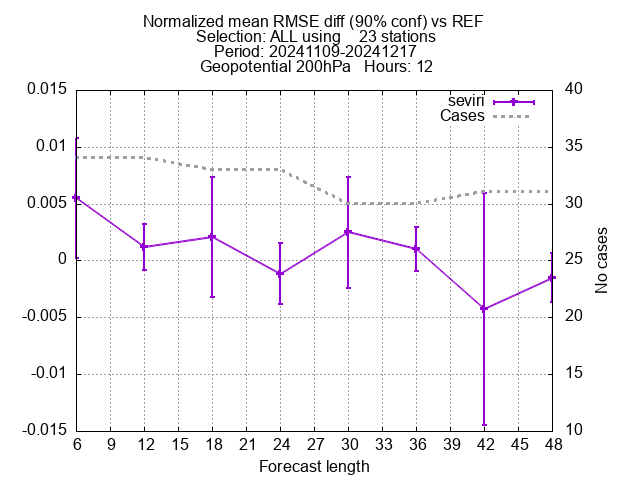 Normalized mean RMSE diff (90% conf) vs REF
Selection: ALL using    23 stations
Period: 20241109-20241217
Geopotential 200hPa   Hours: 12
seviri
Cases
0.015
0.01
0.005
0
-0.005
-0.01
-0.015
40
35
30
25
20
15
10
No cases
6 9 12 15 18 21 24 27 30 33 36 39 42 45 48
Forecast length